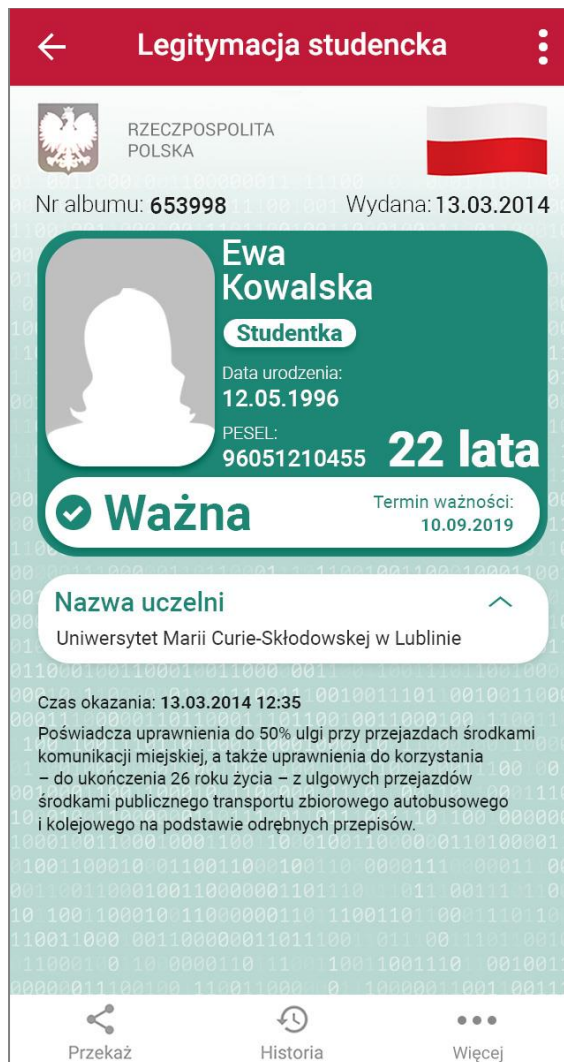 Legitymacja studencka
RZECZPOSPOLITA
POLSKA
Nr albumu: 653998 Wydana: 13.03.2014
Ewa
Kowalska
Studentka
Data urodzenia:
12.05.1996
PESEL:
96051210455 22 lata
Ważna
Termin ważności:
10.09.2019
Nazwa uczelni
Uniwersytet Marii Curie-Skłodowskej w Lublinie
Czas okazania: 13.03.2014 12:35
Poświadcza uprawnienia do 50% ulgi przy przejazdach środkami
komunikacji miejskiej, a także uprawnienia do korzystania
– do ukończenia 26 roku życia – z ulgowych przejazdów
środkami publicznego transportu zbiorowego autobusowego
i kolejowego na podstawie odrębnych przepisów.
Przekaż Historia Więcej